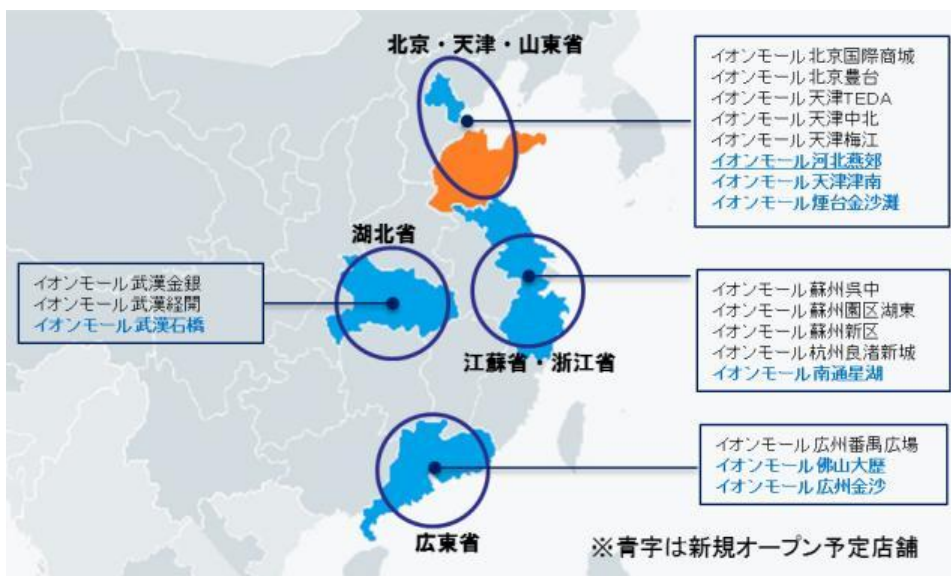 北京・天津・山東省
イオンモール北京国際商城
イオンモール北京豊台
イオンモール天津TEDA
イオンモール天津中北
イオンモール天津梅江
イオンモール河北燕郊
イオンモール天津津南
イオンモール煙台金沙灘
湖北省
イオンモール武漢金銀
イオンモール武漢経開
イオンモール武漢石橋
江蘇省・浙江省
イオンモール蘇州呉中
イオンモール蘇州園区湖東
イオンモール蘇州新区
イオンモール杭州良渚新城
イオンモール南通星湖
広東省
イオンモール広州番禺広場
イオンモール佛山大歴
イオンモール広州金沙
※青字は新規オープン予定店舗